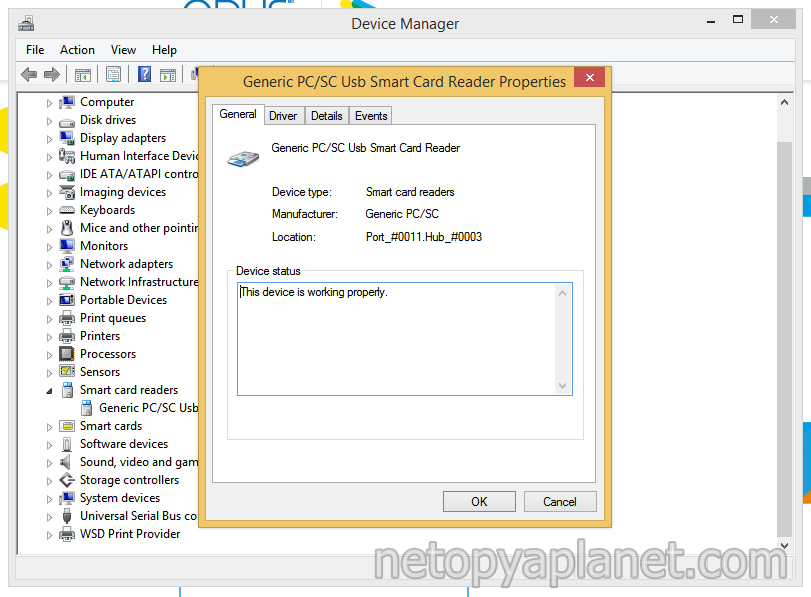 OPUS
Device Manager
File Action View Help
Generic PC/SC Usb Smart Card Reader Properties
General Driver Details Events
Generic PC/SC Usb Smart Card Reader
Device type: Smart card readers
Manufacturer: Generic PC/SC
Location: Port_#0011.Hub_#0003
Device status
This device is working properly.
OK Cancel
Computer
Disk drives
Display adapters
Human Interface Devic
IDE ATA/ATAPI contro
Imaging devices
Keyboards
Mice and other pointin
Monitors
Network adapters
Network Infrastructure
Portable Devices
Print queues
Printers
Processors
Sensors
Smart card readers
Generic PC/SC Usb
Smart cards
Software devices
Sound, video and gam
Storage controllers
System devices
Universal Serial Bus co
WSD Print Provider
netopyaplanet.com